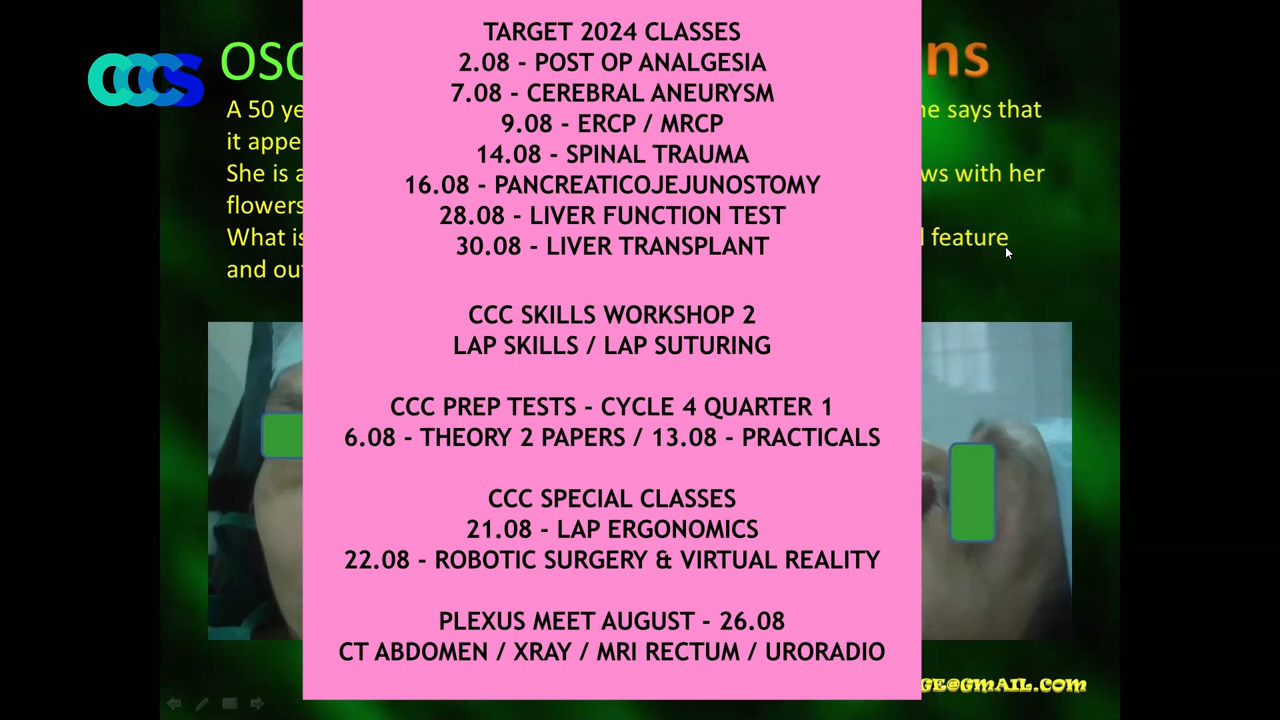 CCCS
OSC
ns
A 50 ye
he says that
it appe
She is a
ws with her
flowers
What is
feature
and ou
TARGET 2024 CLASSES
2.08 - POST OP ANALGESIA
7.08 - CEREBRAL ANEURYSM
9.08 - ERCP / MRCP
14.08 - SPINAL TRAUMA
16.08 - PANCREATICOJEJUNOSTOMY
28.08 - LIVER FUNCTION TEST
30.08 - LIVER TRANSPLANT
CCC SKILLS WORKSHOP 2
LAP SKILLS / LAP SUTURING
CCC PREP TESTS - CYCLE 4 QUARTER 1
6.08 - THEORY 2 PAPERS / 13.08 - PRACTICALS
CCC SPECIAL CLASSES
21.08 - LAP ERGONOMICS
22.08 - ROBOTIC SURGERY & VIRTUAL REALITY
PLEXUS MEET AUGUST - 26.08
CT ABDOMEN / XRAY / MRI RECTUM / URORADIO
GE@GMAIL.COM